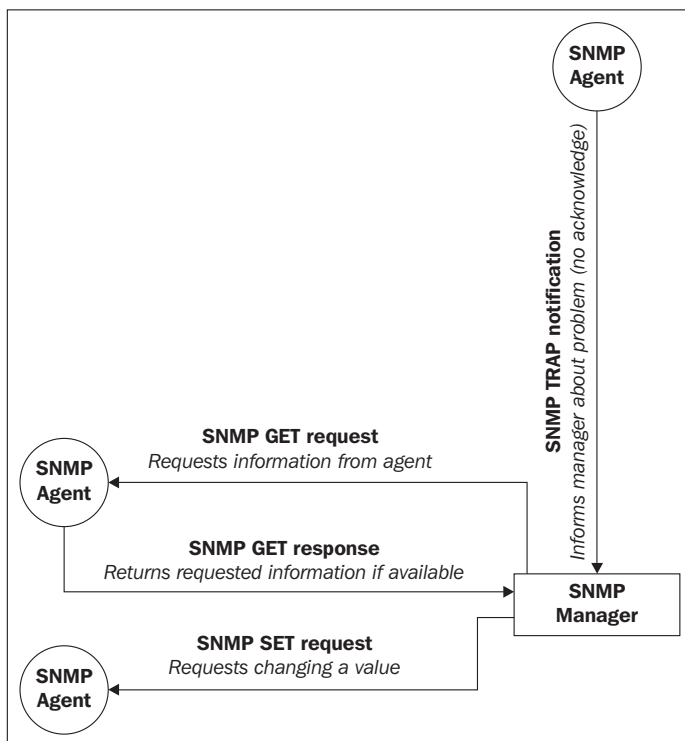 SNMP
Agent
SNMP TRAP notification
Informs manager about problem (no acknowledge)
SNMP GET request
Requests information from agent
SNMP
Agent
SNMP GET response
Returns requested information if available
SNMP
Manager
SNMP SET request
Requests changing a value
SNMP
Agent